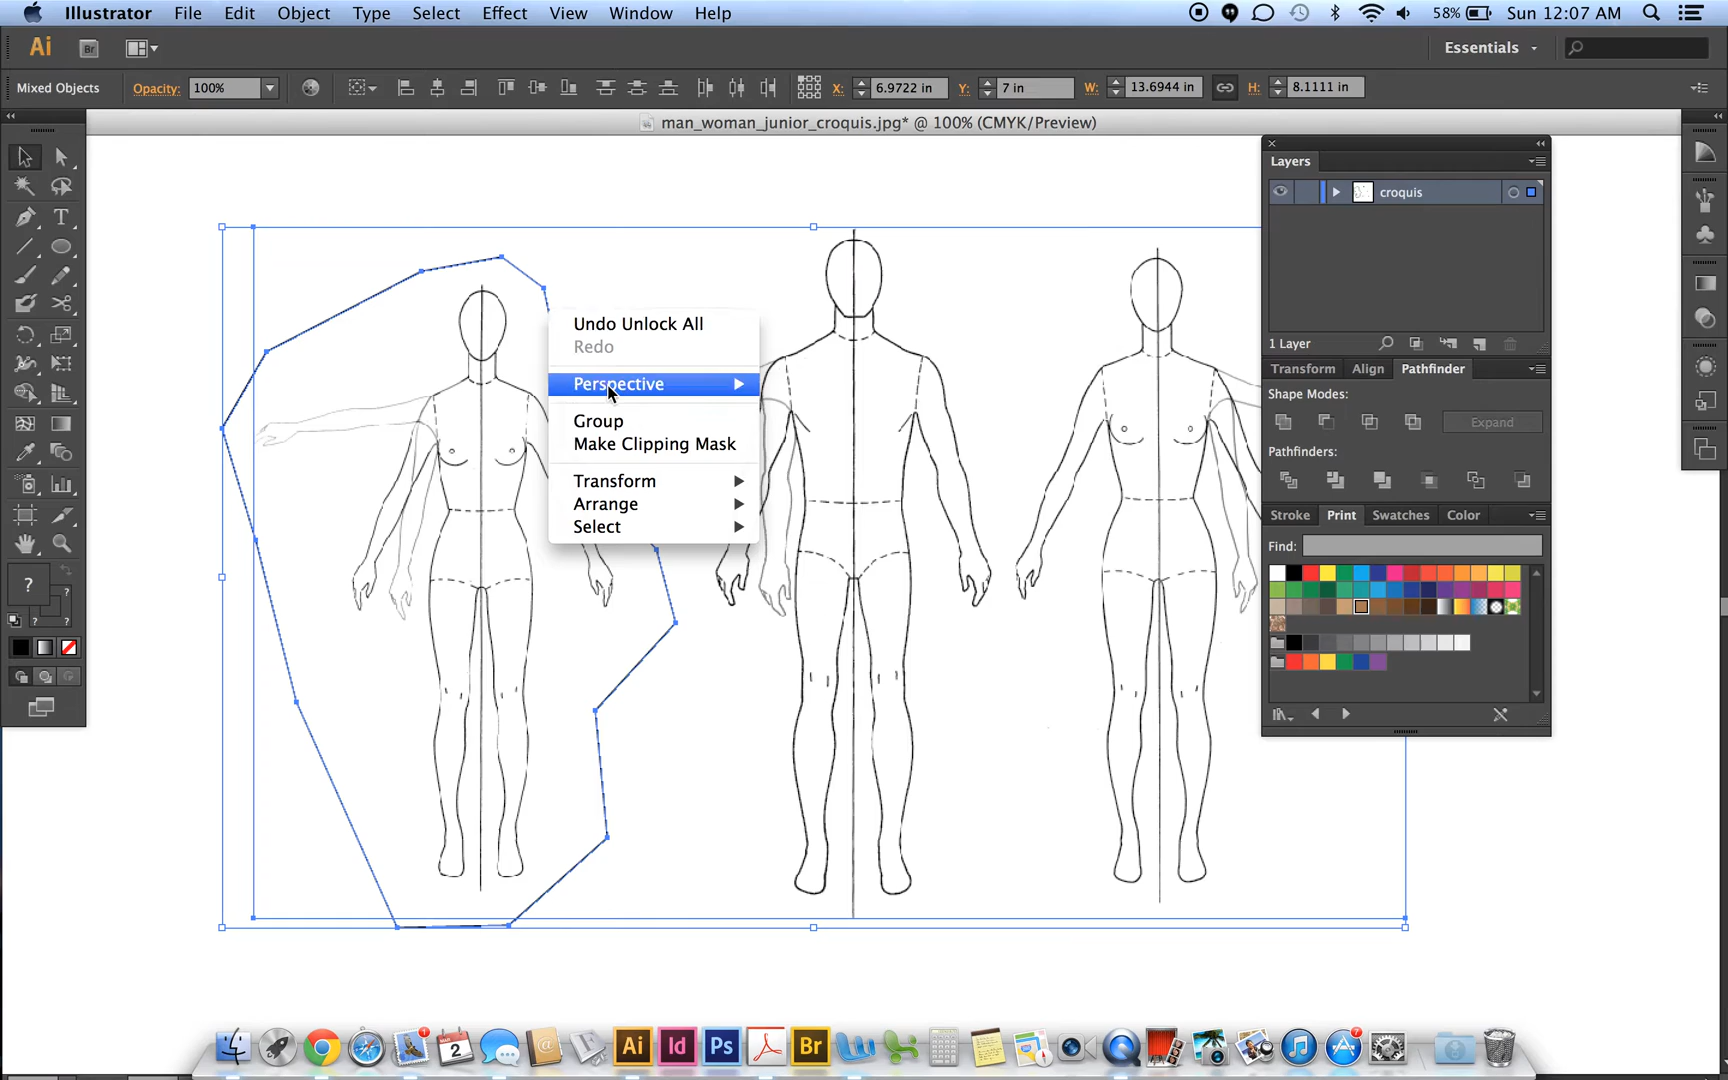 Illustrator File Edit Object Type Select Effect View Window Help 58% Sun 12:07 AM
Ai Br Essentials
Mixed Objects Opacity: 100% X: 6.9722 in Y: 7 in W: 13.6944 in H: 8.1111 in
man_woman_junior_croquis.jpg* @ 100% (CMYK/Preview)
Layers
croquis
1 Layer
Transform Align Pathfinder
Shape Modes:
Expand
Pathfinders:
Stroke Print Swatches Color
Find:
Undo Unlock All
Redo
Perspective
Group
Make Clipping Mask
Transform
Arrange
Select
T
?
?
? ?
1 2 Ai Id Ps Br 7